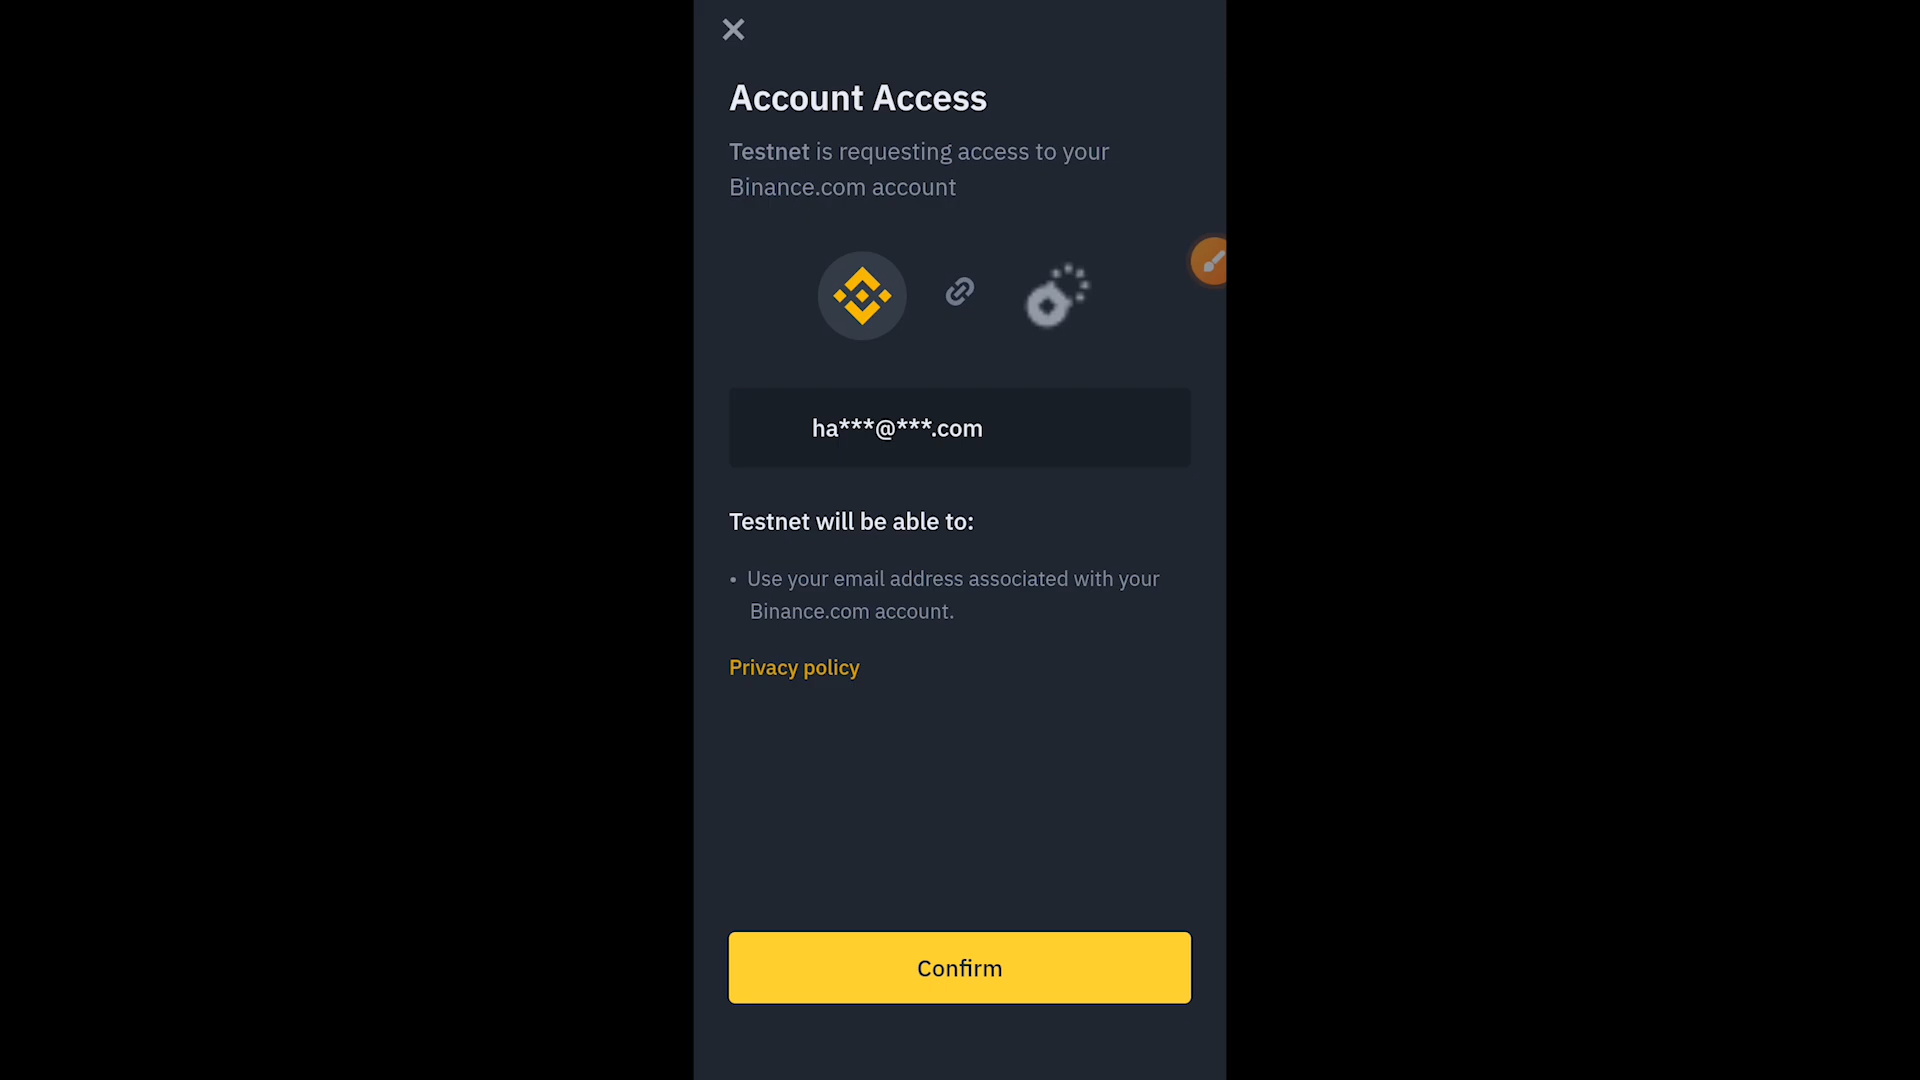 Account Access
Testnet is requesting access to your
Binance.com account
ha***@***.com
Testnet will be able to:
• Use your email address associated with your
Binance.com account.
Privacy policy
Confirm